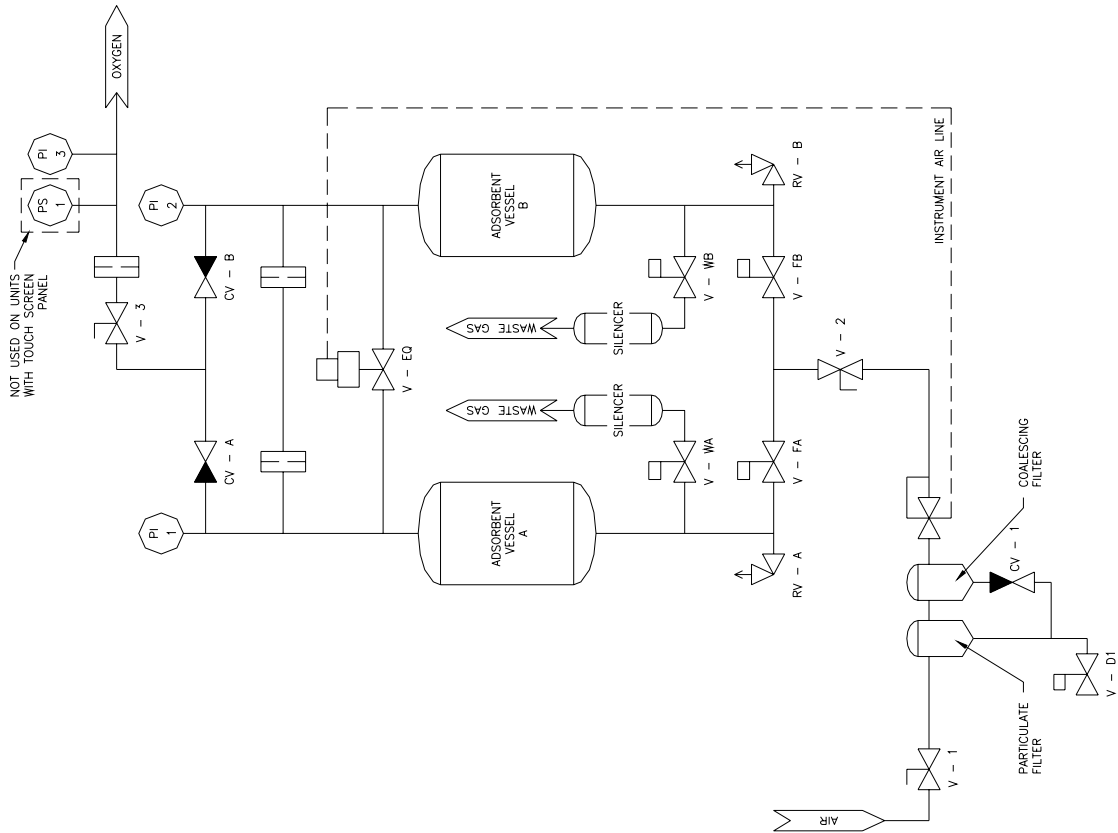 NOT USED ON UNITS
WITH TOUCH SCREEN
PANEL
PS
1
PI
3
OXYGEN
V - 3
PI
1
PI
2
CV - A
CV - B
V - EQ
ADSORBENT
VESSEL
A
ADSORBENT
VESSEL
B
WASTE GAS
WASTE GAS
SILENCER
SILENCER
V - WA
V - WB
RV - A
V - FA
V - FB
RV - B
V - 2
INSTRUMENT AIR LINE
COALESCING
FILTER
CV - 1
AIR
V - 1
PARTICULATE
FILTER
V - D1